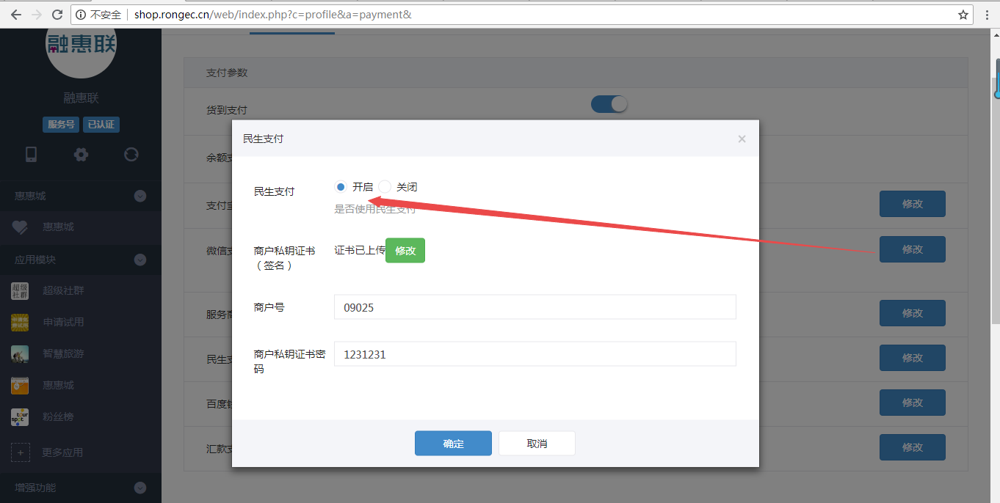 不安全 shop.rongec.cn/web/index.php?c=profile&a=payment&
融惠联
融惠联
服务号 已认证
惠惠城
惠惠城
应用模块
超级社群
超级社群
申请试用
智慧旅游
惠惠城
tour
spot
粉丝榜
更多应用
增强功能
支付参数
货到支付
余额支
支付宝
修改
微信支
修改
服务商
修改
民生支
修改
百度钱
修改
汇款支
修改
民生支付
×
民生支付
开启 关闭
是否使用民生支付
商户私钥证书
（签名）
证书已上传 修改
商户号
09025
商户私钥证书密
码
1231231
确定 取消